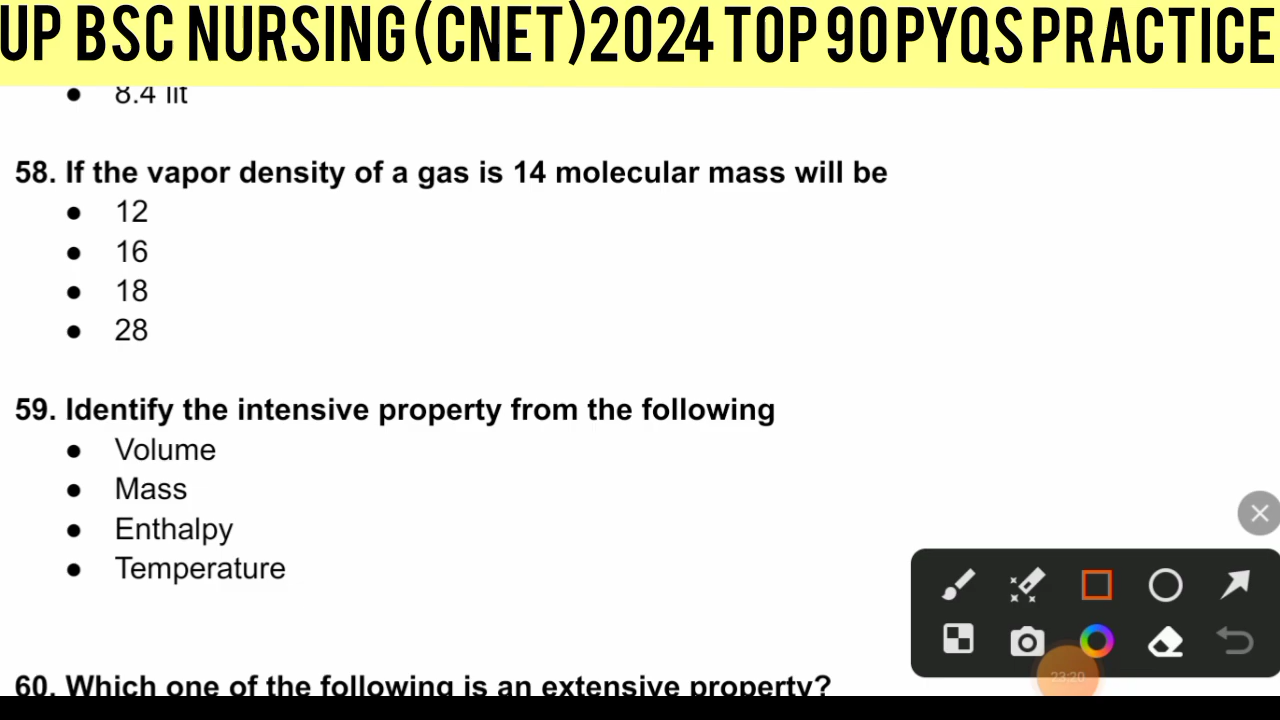 UP BSC NURSING (CNET) 2024 TOP 90 PYQS PRACTICE
● 8.4 lit
58. If the vapor density of a gas is 14 molecular mass will be
● 12
● 16
● 18
● 28
59. Identify the intensive property from the following
● Volume
● Mass
● Enthalpy
● Temperature
60. Which one of the following is an extensive property?
23:20